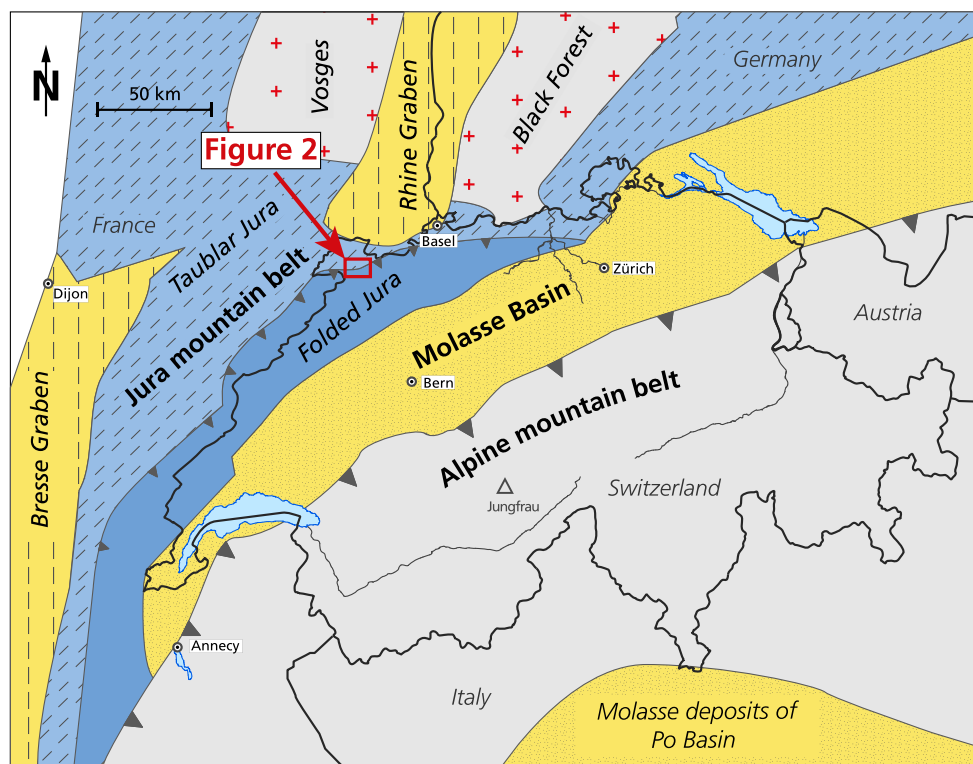 N
50 km
Vosges
Rhine Graben
Black Forest
Germany
Figure 2
France
Taublar Jura
Basel
Zürich
Dijon
Jura mountain belt
Folded Jura
Molasse Basin
Austria
Bern
Alpine mountain belt
Bresse Graben
Jungfrau
Switzerland
Annecy
Italy
Molasse deposits of
Po Basin